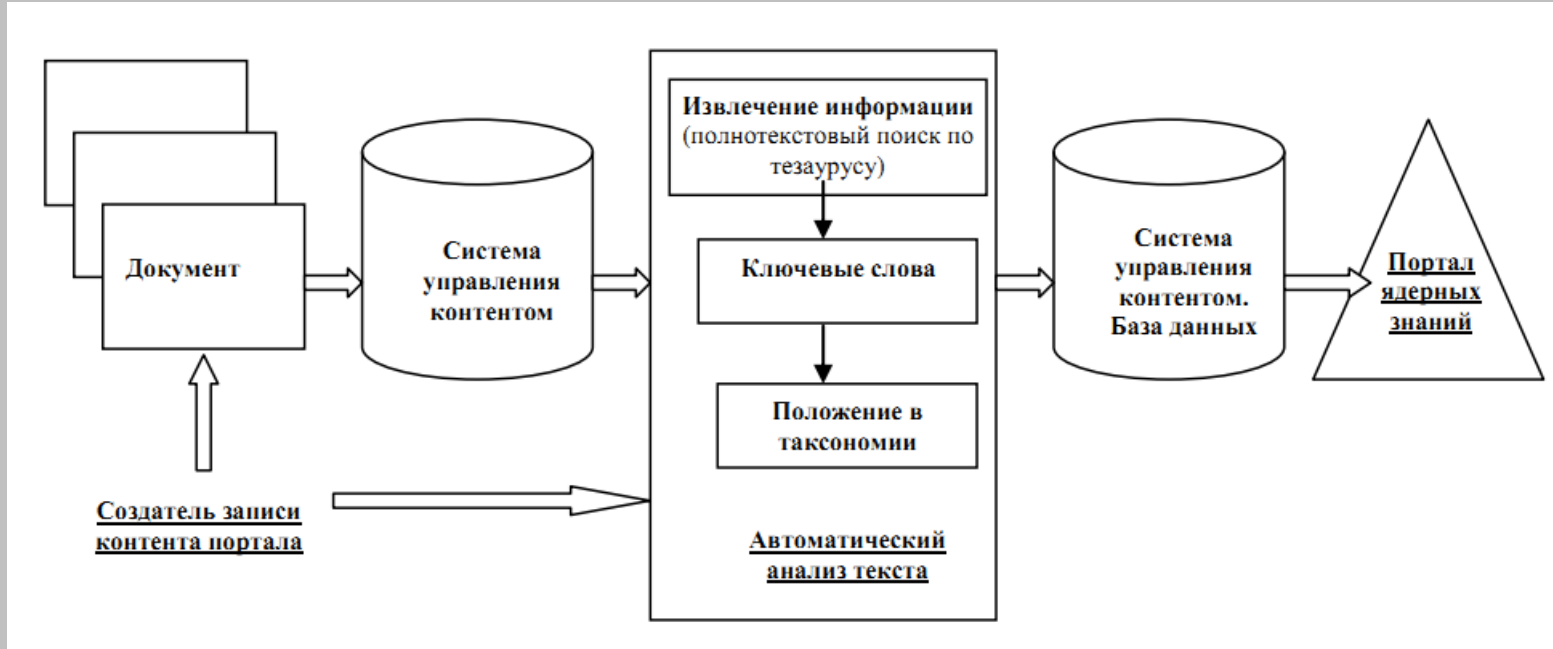 Документ
Система
управления
контентом
Создатель записи
контента портала
Извлечение информации
(полнотекстовый поиск по
тезаурусу)
Ключевые слова
Положение в
таксономии
Автоматический
анализ текста
Система
управления
контентом.
База данных
Портал
ядерных
знаний